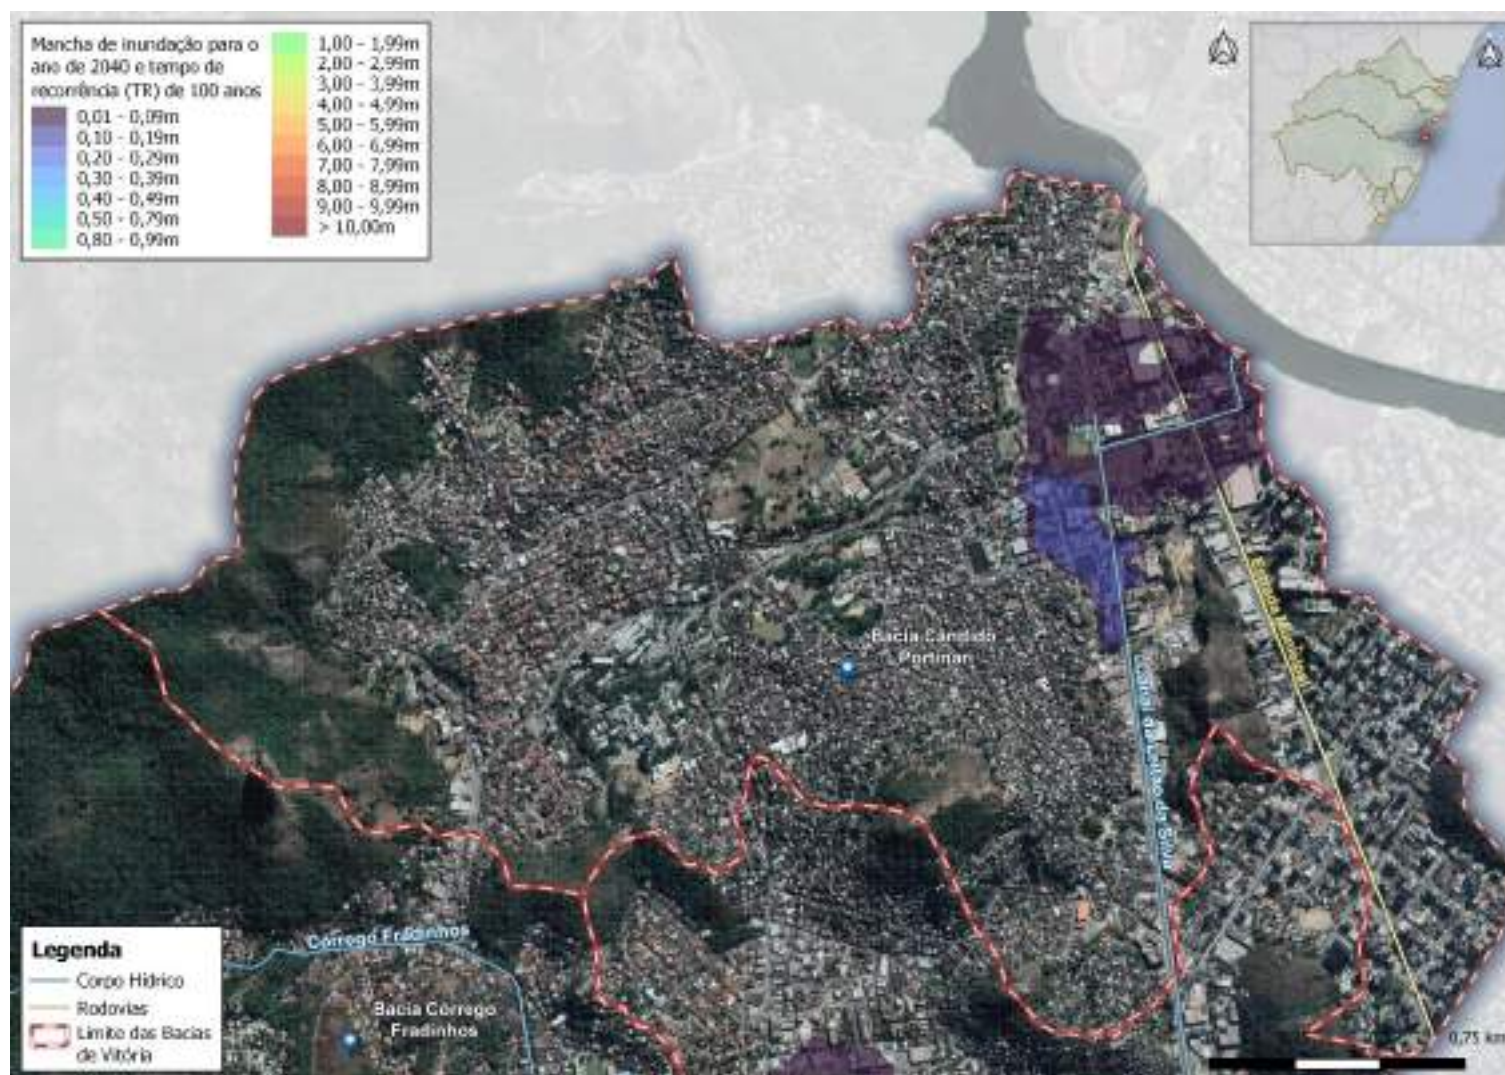 Mancha de inundação para o
ano de 2040 e tempo de
recorrência (TR) de 100 anos
0,01 - 0,09m
0,10 - 0,19m
0,20 - 0,29m
0,30 - 0,39m
0,40 - 0,49m
0,50 - 0,79m
0,80 - 0,99m
1,00 - 1,99m
2,00 - 2,99m
3,00 - 3,99m
4,00 - 4,99m
5,00 - 5,99m
6,00 - 6,99m
7,00 - 7,99m
8,00 - 8,99m
9,00 - 9,99m
> 10,00m
Bacia Cândido
Portinari
Córrego Fradinhos
Bacia Córrego
Fradinhos
Legenda
Corpo Hídrico
Rodovias
Limite das Bacias
de Vitória
0,75 km